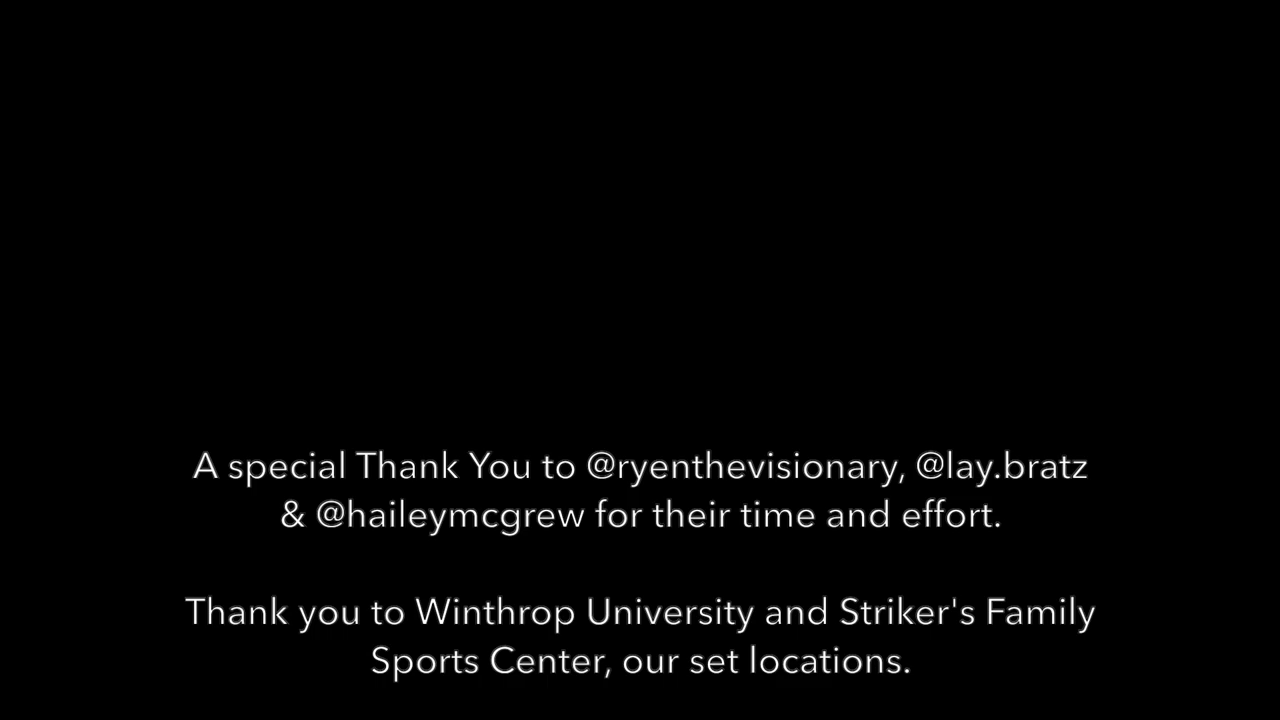 A special Thank You to @ryenthevisionary, @lay.bratz
& @haileymcgrew for their time and effort.
Thank you to Winthrop University and Striker's Family
Sports Center, our set locations.